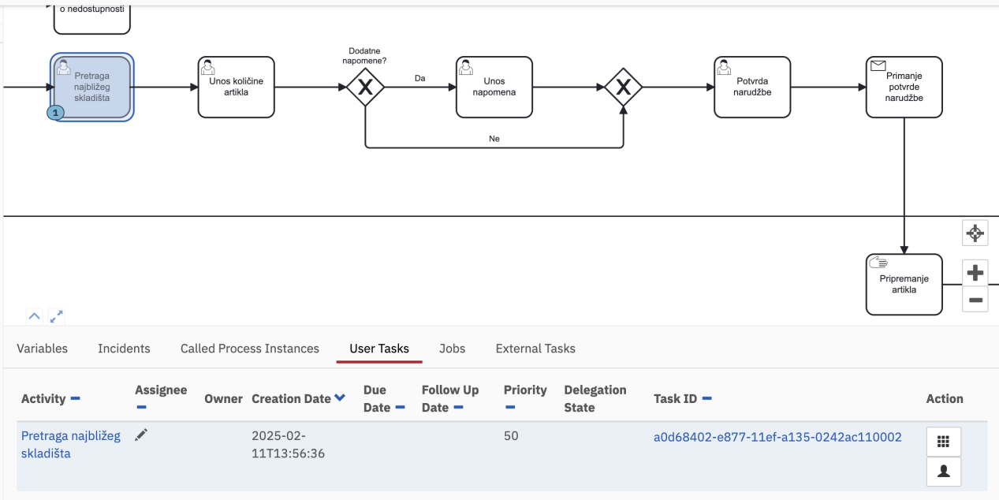 o nedostupnosti
Pretraga
najbližeg
skladišta
1
Unos količine
artikla
Dodatne
napomene?
X
Da
Ne
Unos
napomena
X
Potvrda
narudžbe
Primanje
potvrde
narudžbe
Pripremanje
artikla
Variables Incidents Called Process Instances User Tasks Jobs External Tasks
Activity Assignee Owner Creation Date Due Date Follow Up Date Priority Delegation State Task ID Action
Pretraga najbližeg
skladišta
2025-02-
11T13:56:36
50
a0d68402-e877-11ef-a135-0242ac110002